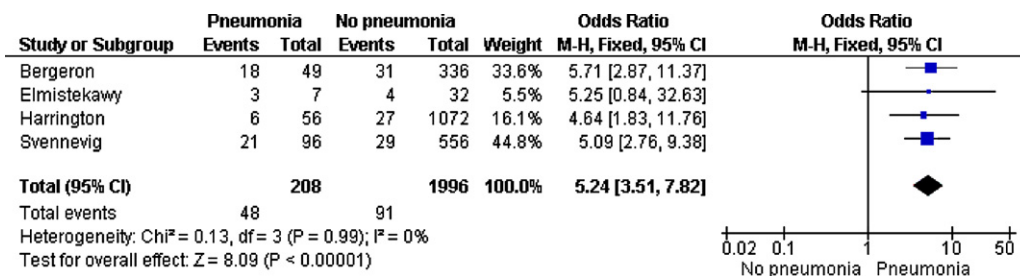 Pneumonia No pneumonia Odds Ratio Odds Ratio
Study or Subgroup Events Total Events Total Weight M-H, Fixed, 95% CI M-H, Fixed, 95% CI
Bergeron 18 49 31 336 33.6% 5.71 [2.87, 11.37]
Elmistekawy 3 7 4 32 5.5% 5.25 [0.84, 32.63]
Harrington 6 56 27 1072 16.1% 4.64 [1.83, 11.76]
Svennevig 21 96 29 556 44.8% 5.09 [2.76, 9.38]
Total (95% CI) 208 1996 100.0% 5.24 [3.51, 7.82]
Total events 48 91
Heterogeneity: Chi² = 0.13, df = 3 (P = 0.99); I² = 0%
Test for overall effect: Z = 8.09 (P < 0.00001)
0.02 0.1 1 10 50
No pneumonia Pneumonia